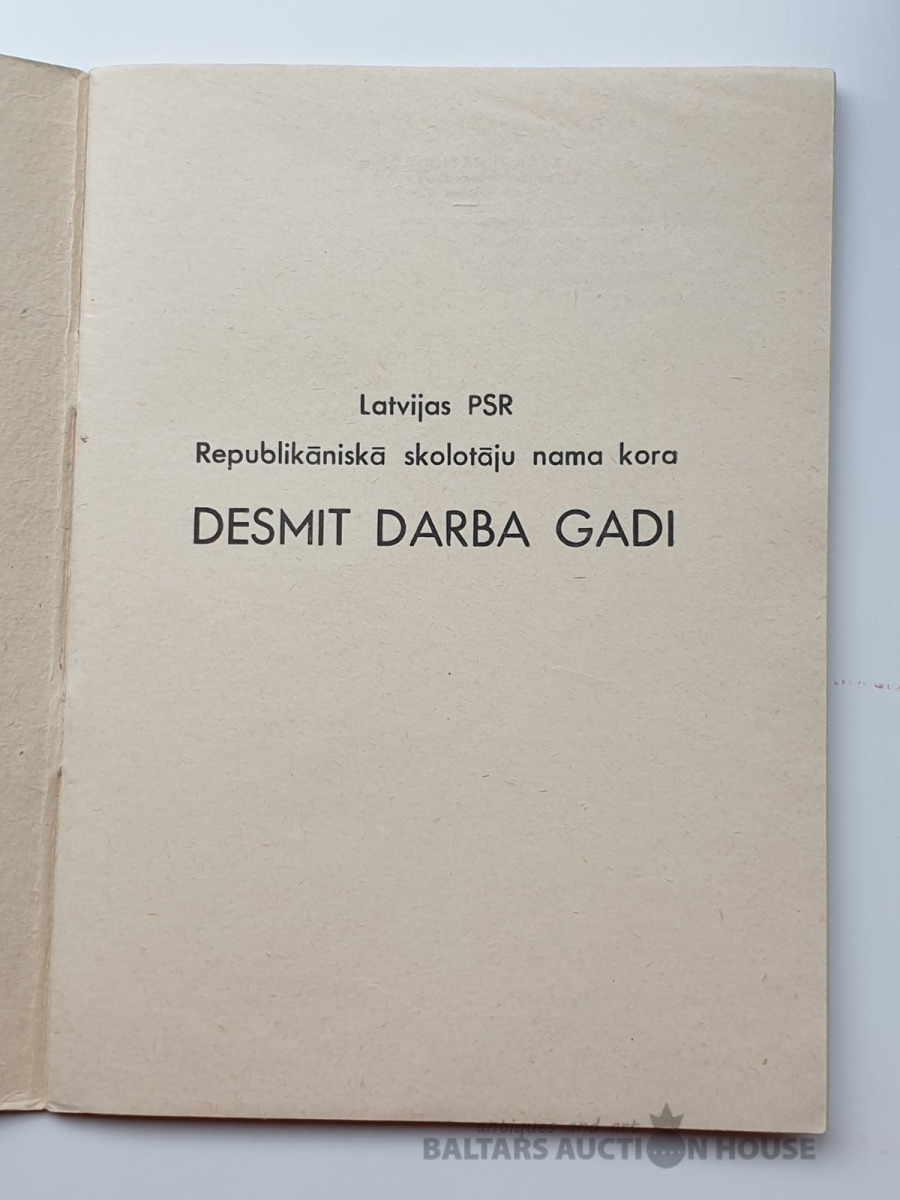 Latvijas PSR
Republikāniskā skolotāju nama kora
DESMIT DARBA GADI
antiques and art
BALTARS AUCTION HOUSE